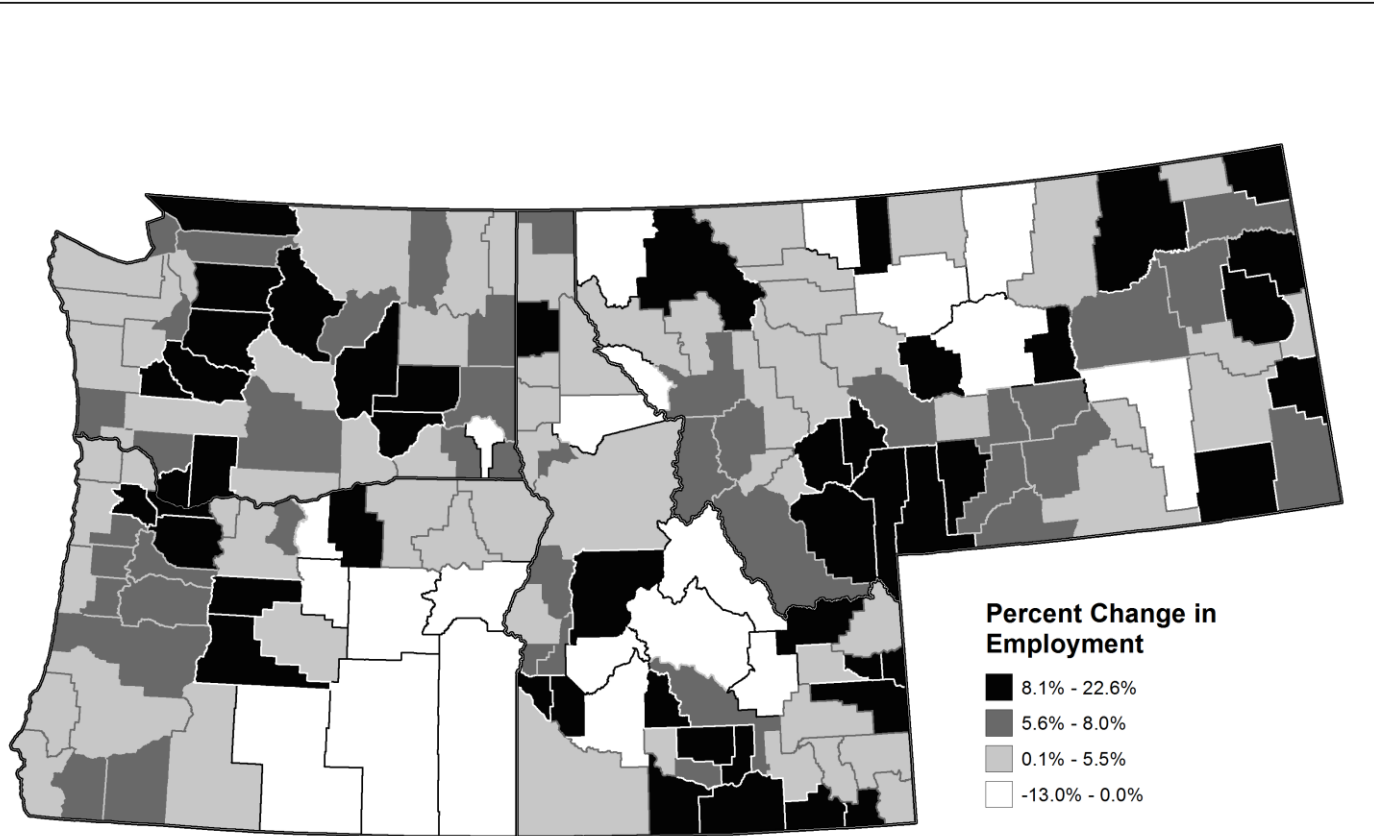 Percent Change in
Employment
8.1% - 22.6%
5.6% - 8.0%
0.1% - 5.5%
-13.0% - 0.0%